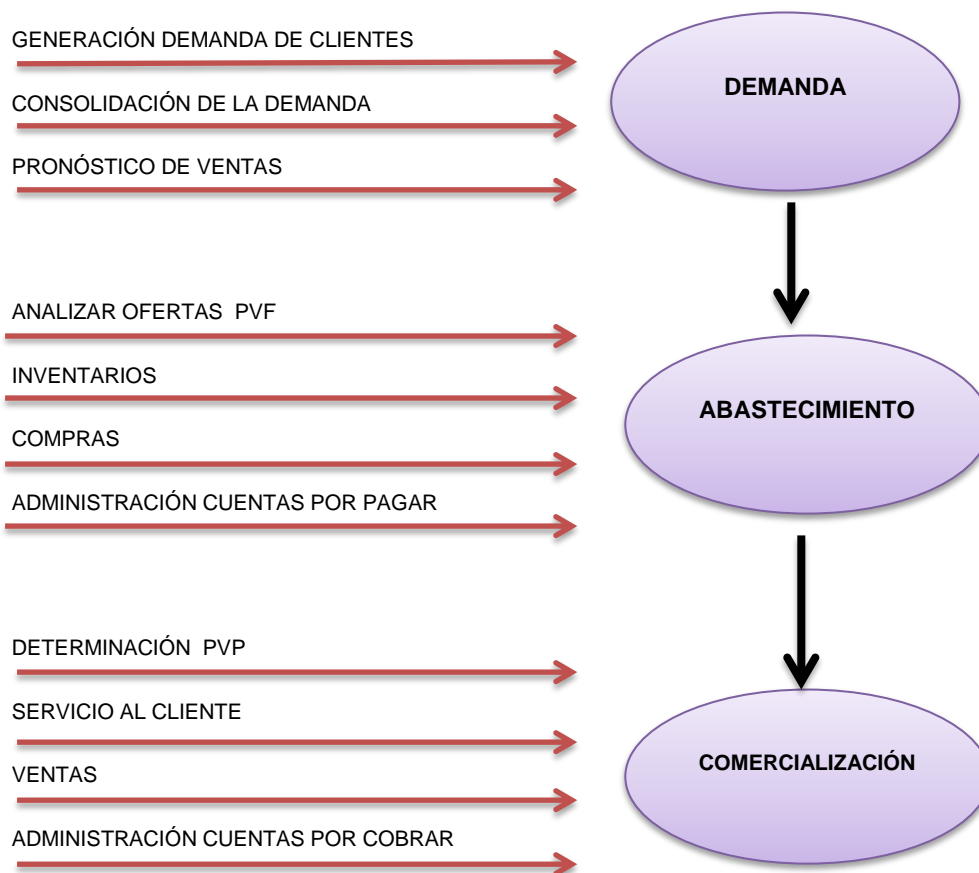 GENERACIÓN DEMANDA DE CLIENTES
DEMANDA
CONSOLIDACIÓN DE LA DEMANDA
PRONÓSTICO DE VENTAS
ANALIZAR OFERTAS PVF
INVENTARIOS
ABASTECIMIENTO
COMPRAS
ADMINISTRACIÓN CUENTAS POR PAGAR
DETERMINACIÓN PVP
SERVICIO AL CLIENTE
COMERCIALIZACIÓN
VENTAS
ADMINISTRACIÓN CUENTAS POR COBRAR